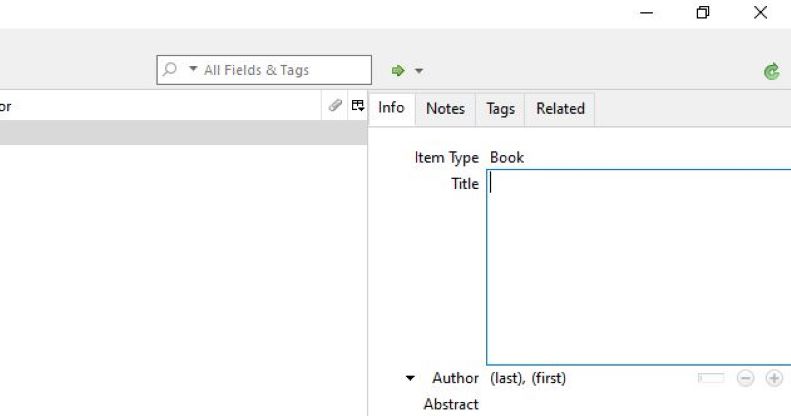 All Fields & Tags
or
Info Notes Tags Related
Item Type Book
Title
Author (last), (first)
Abstract